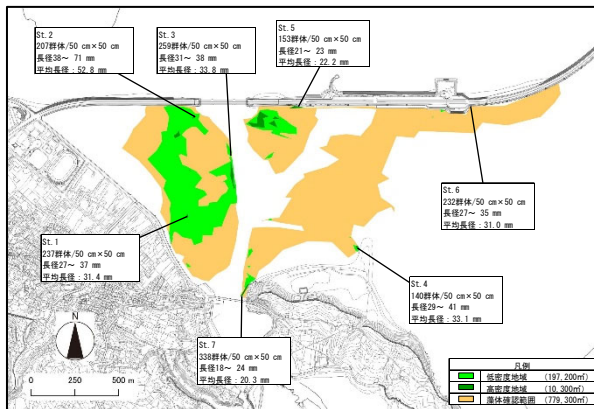 St. 2
207群体/50 cm×50 cm
長径38～ 71 mm
平均長径：52.8 mm
St. 3
259群体/50 cm×50 cm
長径31～ 38 mm
平均長径：33.8 mm
St. 5
153群体/50 cm×50 cm
長径21～ 23 mm
平均長径：22.2 mm
St. 6
232群体/50 cm×50 cm
長径27～ 35 mm
平均長径：31.0 mm
St. 1
237群体/50 cm×50 cm
長径27～ 37 mm
平均長径：31.4 mm
St. 4
140群体/50 cm×50 cm
長径29～ 41 mm
平均長径：33.1 mm
St. 7
338群体/50 cm×50 cm
長径18～ 24 mm
平均長径：20.3 mm
N
0 250 500 m
凡例
低密度地域 (197,200㎡)
高密度地域 (10,300㎡)
藻体確認範囲 (779,300㎡)